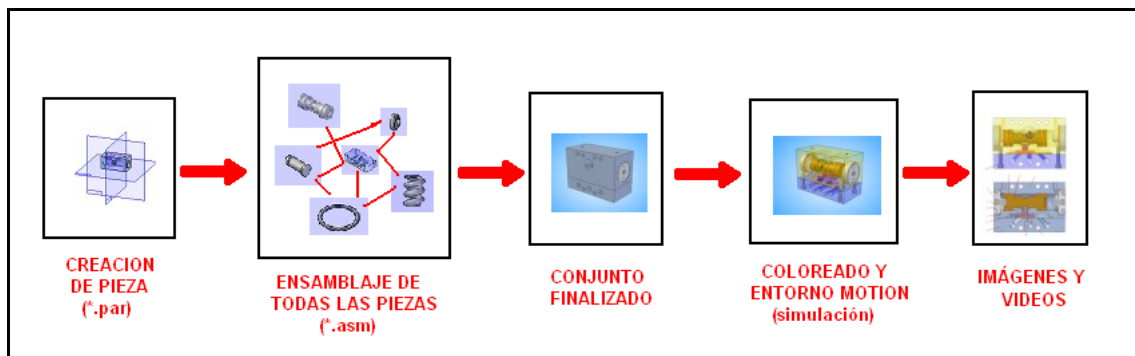 CREACION
DE PIEZA
(*.par)
ENSAMBLAJE DE
TODAS LAS PIEZAS
(*.asm)
CONJUNTO
FINALIZADO
COLOREADO Y
ENTORNO MOTION
(simulación)
IMÁGENES Y
VIDEOS